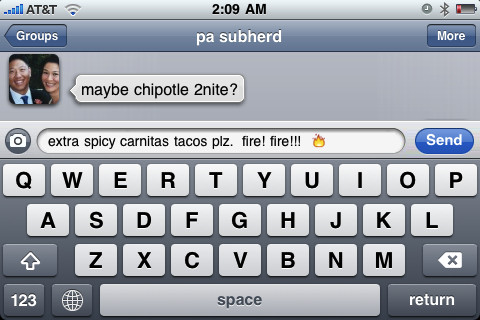 AT&T 2:09 AM
Groups pa subherd More
maybe chipotle 2nite?
extra spicy carnitas tacos plz. fire! fire!!! 🔥 Send
Q W E R T Y U I O P
A S D F G H J K L
Z X C V B N M
123 space return